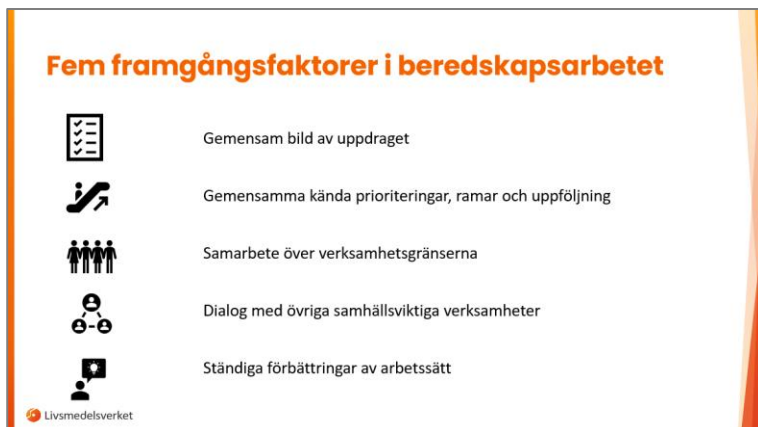 Fem framgångsfaktorer i beredskapsarbetet
Gemensam bild av uppdraget
Gemensamma kända prioriteringar, ramar och uppföljning
Samarbete över verksamhetsgränserna
Dialog med övriga samhällsviktiga verksamheter
Ständiga förbättringar av arbetssätt
Livsmedelsverket